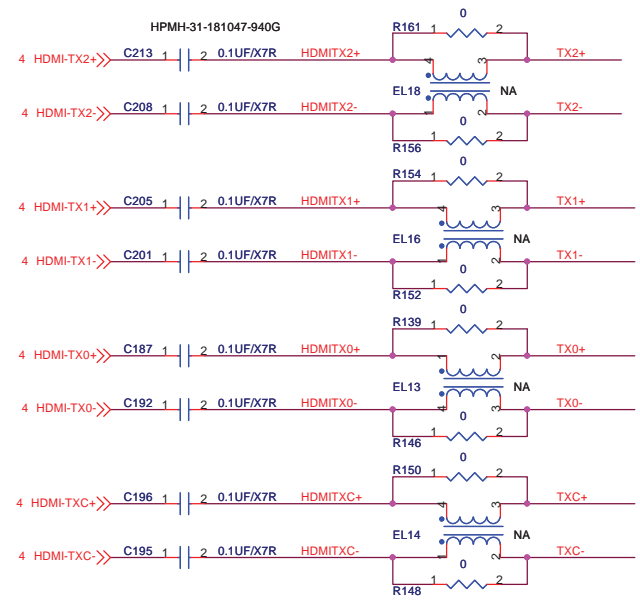 0
HPMH-31-181047-940G
R161 1 2
4 HDMI-TX2+ C213 1 2 0.1UF/X7R HDMITX2+ 4 3 TX2+
EL18 NA
4 HDMI-TX2- C208 1 2 0.1UF/X7R HDMITX2- 1 2 TX2-
0
1 2
R156
0
R154 1 2
4 HDMI-TX1+ C205 1 2 0.1UF/X7R HDMITX1+ 4 3 TX1+
EL16 NA
4 HDMI-TX1- C201 1 2 0.1UF/X7R HDMITX1- 1 2 TX1-
0
1 2
R152
0
R139 1 2
4 HDMI-TX0+ C187 1 2 0.1UF/X7R HDMITX0+ 1 2 TX0+
EL13 NA
4 HDMI-TX0- C192 1 2 0.1UF/X7R HDMITX0- 4 3 TX0-
0
1 2
R146
0
R150 1 2
4 HDMI-TXC+ C196 1 2 0.1UF/X7R HDMITXC+ 4 3 TXC+
EL14 NA
4 HDMI-TXC- C195 1 2 0.1UF/X7R HDMITXC- 1 2 TXC-
0
1 2
R148